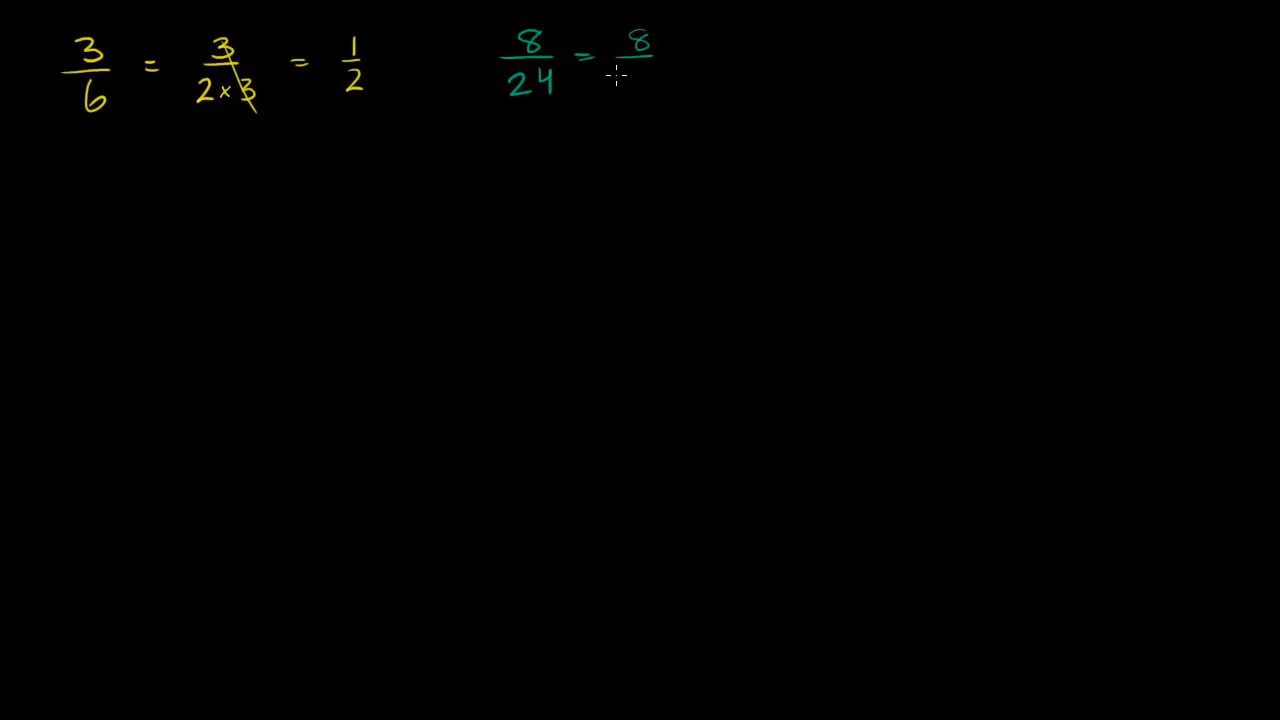 3/6 = 3/(2 × 3) = 1/2
8/24 = 8/